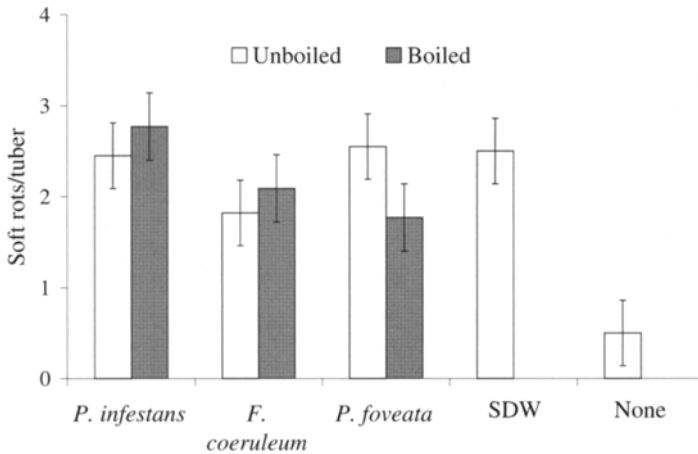 4
Unboiled Boiled
3
Soft rots/tuber
2
1
0
P. infestans F. P. foveata SDW None
coeruleum